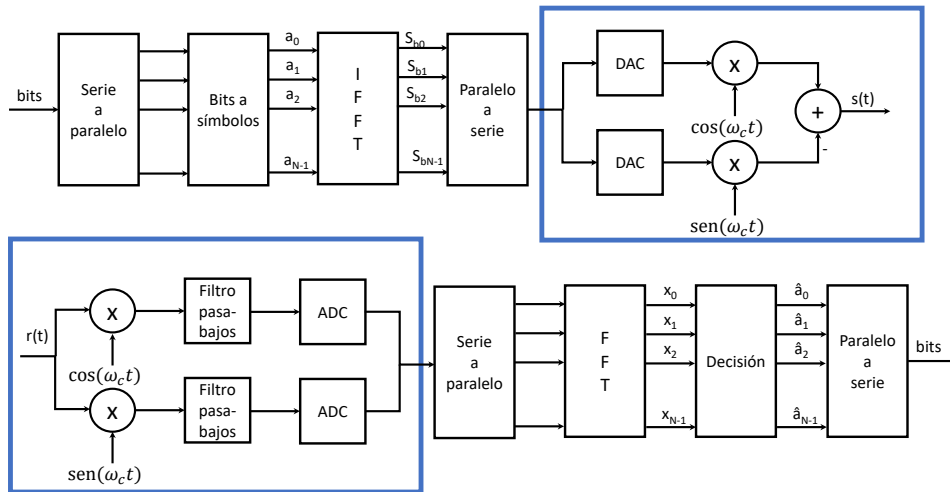 bits
Serie
a
paralelo
Bits a
símbolos
a0
a1
a2
aN-1
I
F
F
T
Sb0
Sb1
Sb2
SbN-1
Paralelo
a
serie
DAC
X
cos(ωct)
DAC
X
sen(ωct)
+
-
s(t)
r(t)
X
cos(ωct)
X
sen(ωct)
Filtro
pasa-
bajos
ADC
Filtro
pasa-
bajos
ADC
Serie
a
paralelo
F
F
T
x0
x1
x2
xN-1
Decisión
â0
â1
â2
âN-1
Paralelo
a
serie
bits